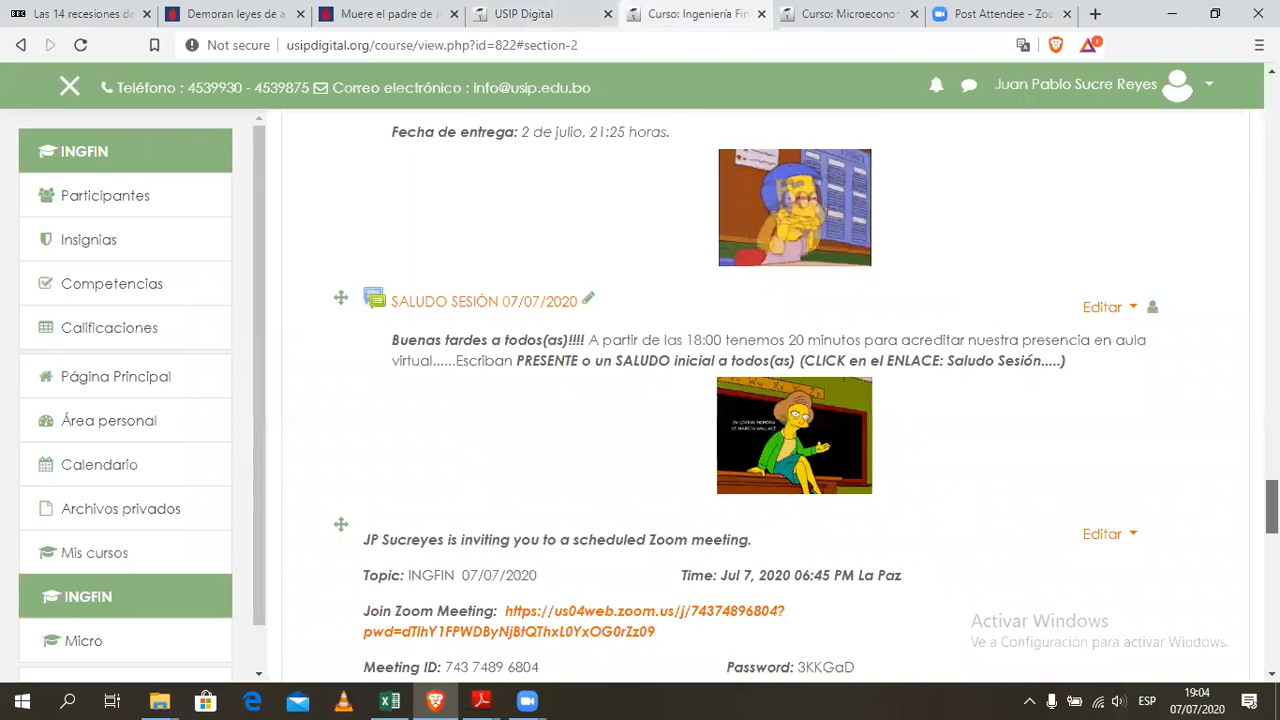 Las 14 recesiones de
Demoran leyes de a
Muere el padre de J
USIP Digital
Curso: Ingeniería Fir
Curso: Microeconor
Post Attendee - Zoo
Not secure usipdigital.org/course/view.php?id=822#section-2
Teléfono : 4539930 - 4539875 Correo electrónico : info@usip.edu.bo
Juan Pablo Sucre Reyes
INGFIN
Participantes
Insignias
Competencias
Calificaciones
Página Principal
Área personal
Calendario
Archivos privados
Mis cursos
INGFIN
Micro
Fecha de entrega: 2 de julio, 21:25 horas.
SALUDO SESIÓN 07/07/2020
Editar
Buenas tardes a todos(as)!!!! A partir de las 18:00 tenemos 20 minutos para acreditar nuestra presencia en aula
virtual......Escriban PRESENTE o un SALUDO inicial a todos(as) (CLICK en el ENLACE: Saludo Sesión.....)
IN LOVING MEMORY
OF MARCIA WALLACE
Editar
JP Sucreyes is inviting you to a scheduled Zoom meeting.
Topic: INGFIN 07/07/2020 Time: Jul 7, 2020 06:45 PM La Paz
Join Zoom Meeting: https://us04web.zoom.us/j/74374896804?
pwd=dTlhY1FPWDByNjBtQThxL0YxOG0rZz09
Meeting ID: 743 7489 6804 Password: 3KKGaD
Activar Windows
Ve a Configuración para activar Windows.
ESP
19:04
07/07/2020